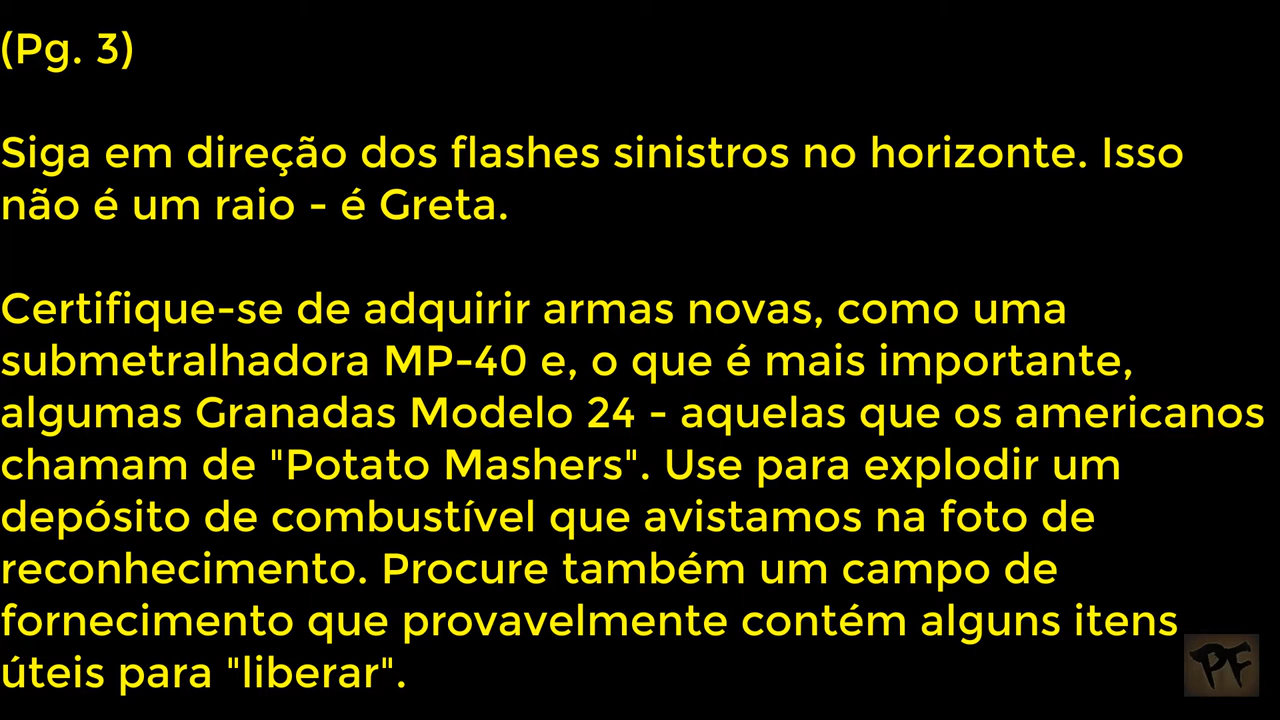 (Pg. 3)
Siga em direção dos flashes sinistros no horizonte. Isso
não é um raio - é Greta.
Certifique-se de adquirir armas novas, como uma
submetralhadora MP-40 e, o que é mais importante,
algumas Granadas Modelo 24 - aquelas que os americanos
chamam de "Potato Mashers". Use para explodir um
depósito de combustível que avistamos na foto de
reconhecimento. Procure também um campo de
fornecimento que provavelmente contém alguns itens
úteis para "liberar".
PF